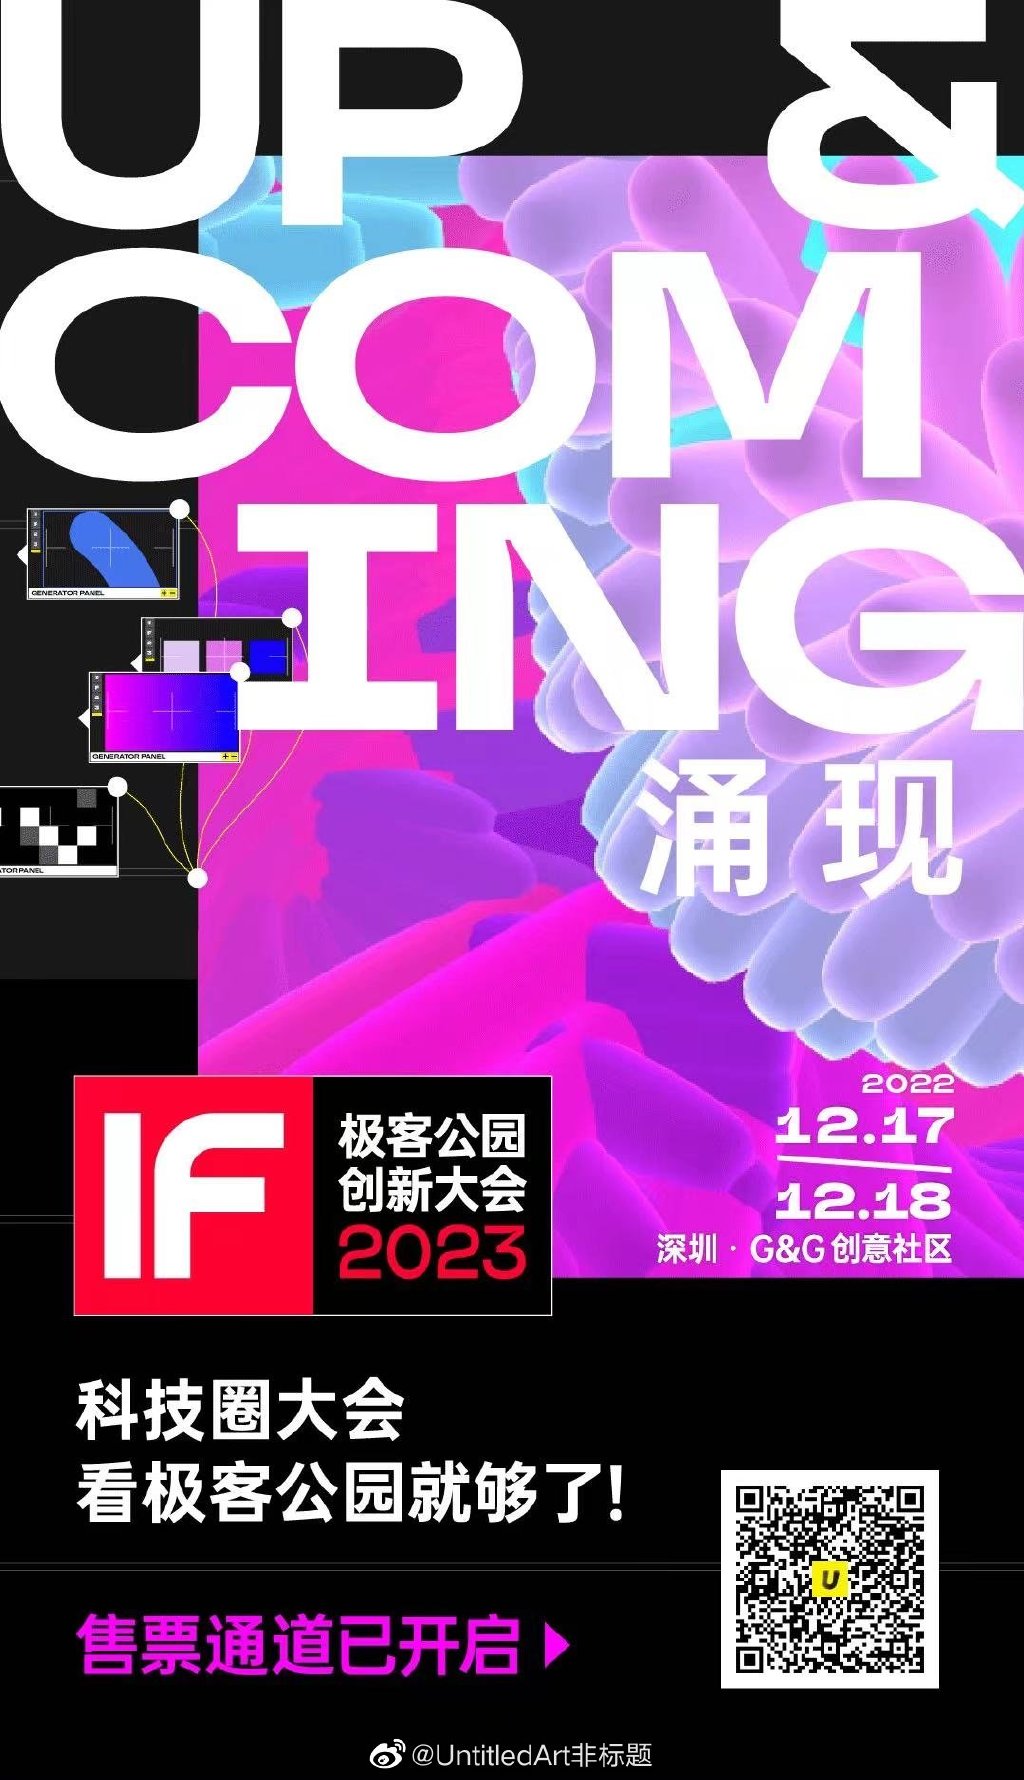 UP &
COM
ING
涌现
GENERATOR PANEL
GENERATOR PANEL
ATOR PANEL
IF
极客公园
创新大会
2023
2022
12.17
12.18
深圳·G&G创意社区
科技圈大会
看极客公园就够了!
售票通道已开启
U
@UntitledArt非标题